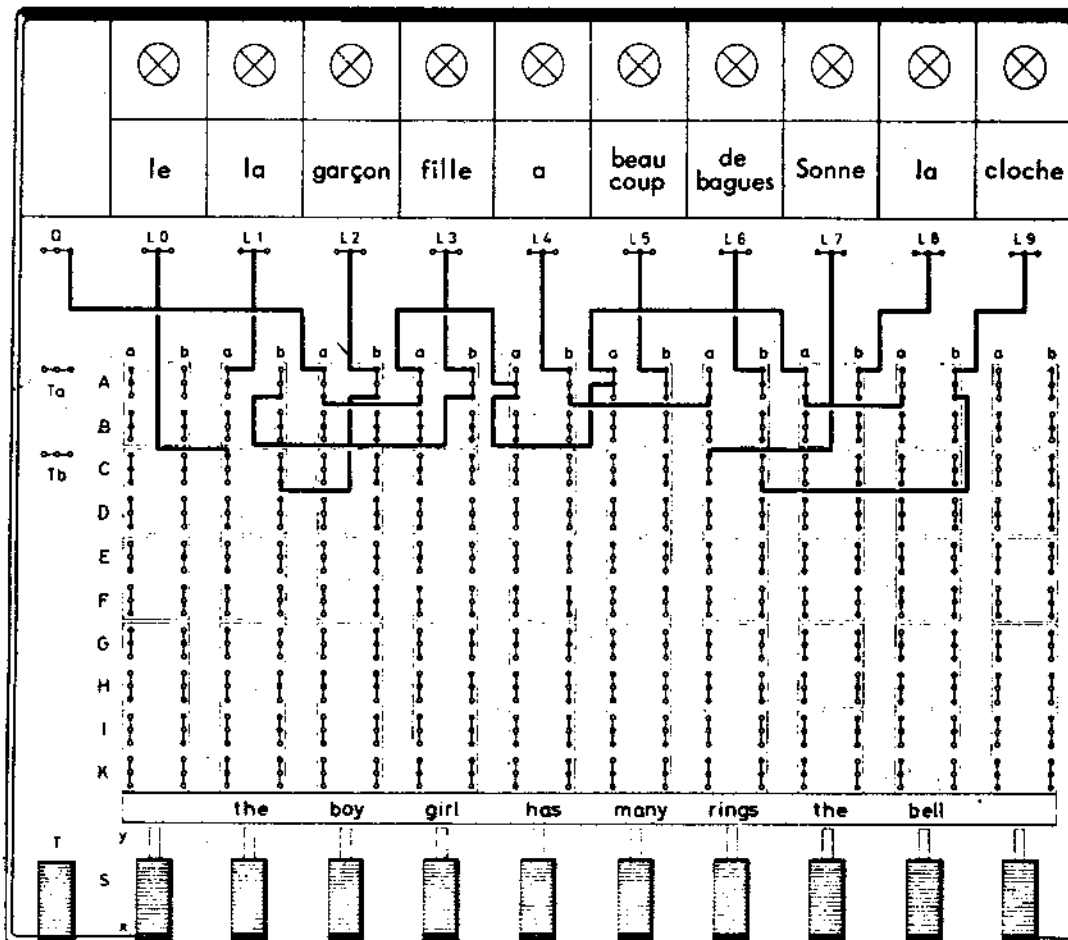 le la garçon fille a beau coup de bagues Sonne la cloche
Q L0 L1 L2 L3 L4 L5 L6 L7 L8 L9
a b a b a b a b a b a b a b a b a b a b
A
Ta
B
C
Tb
D
E
F
G
H
I
K
the boy girl has many rings the bell
T y
S
x